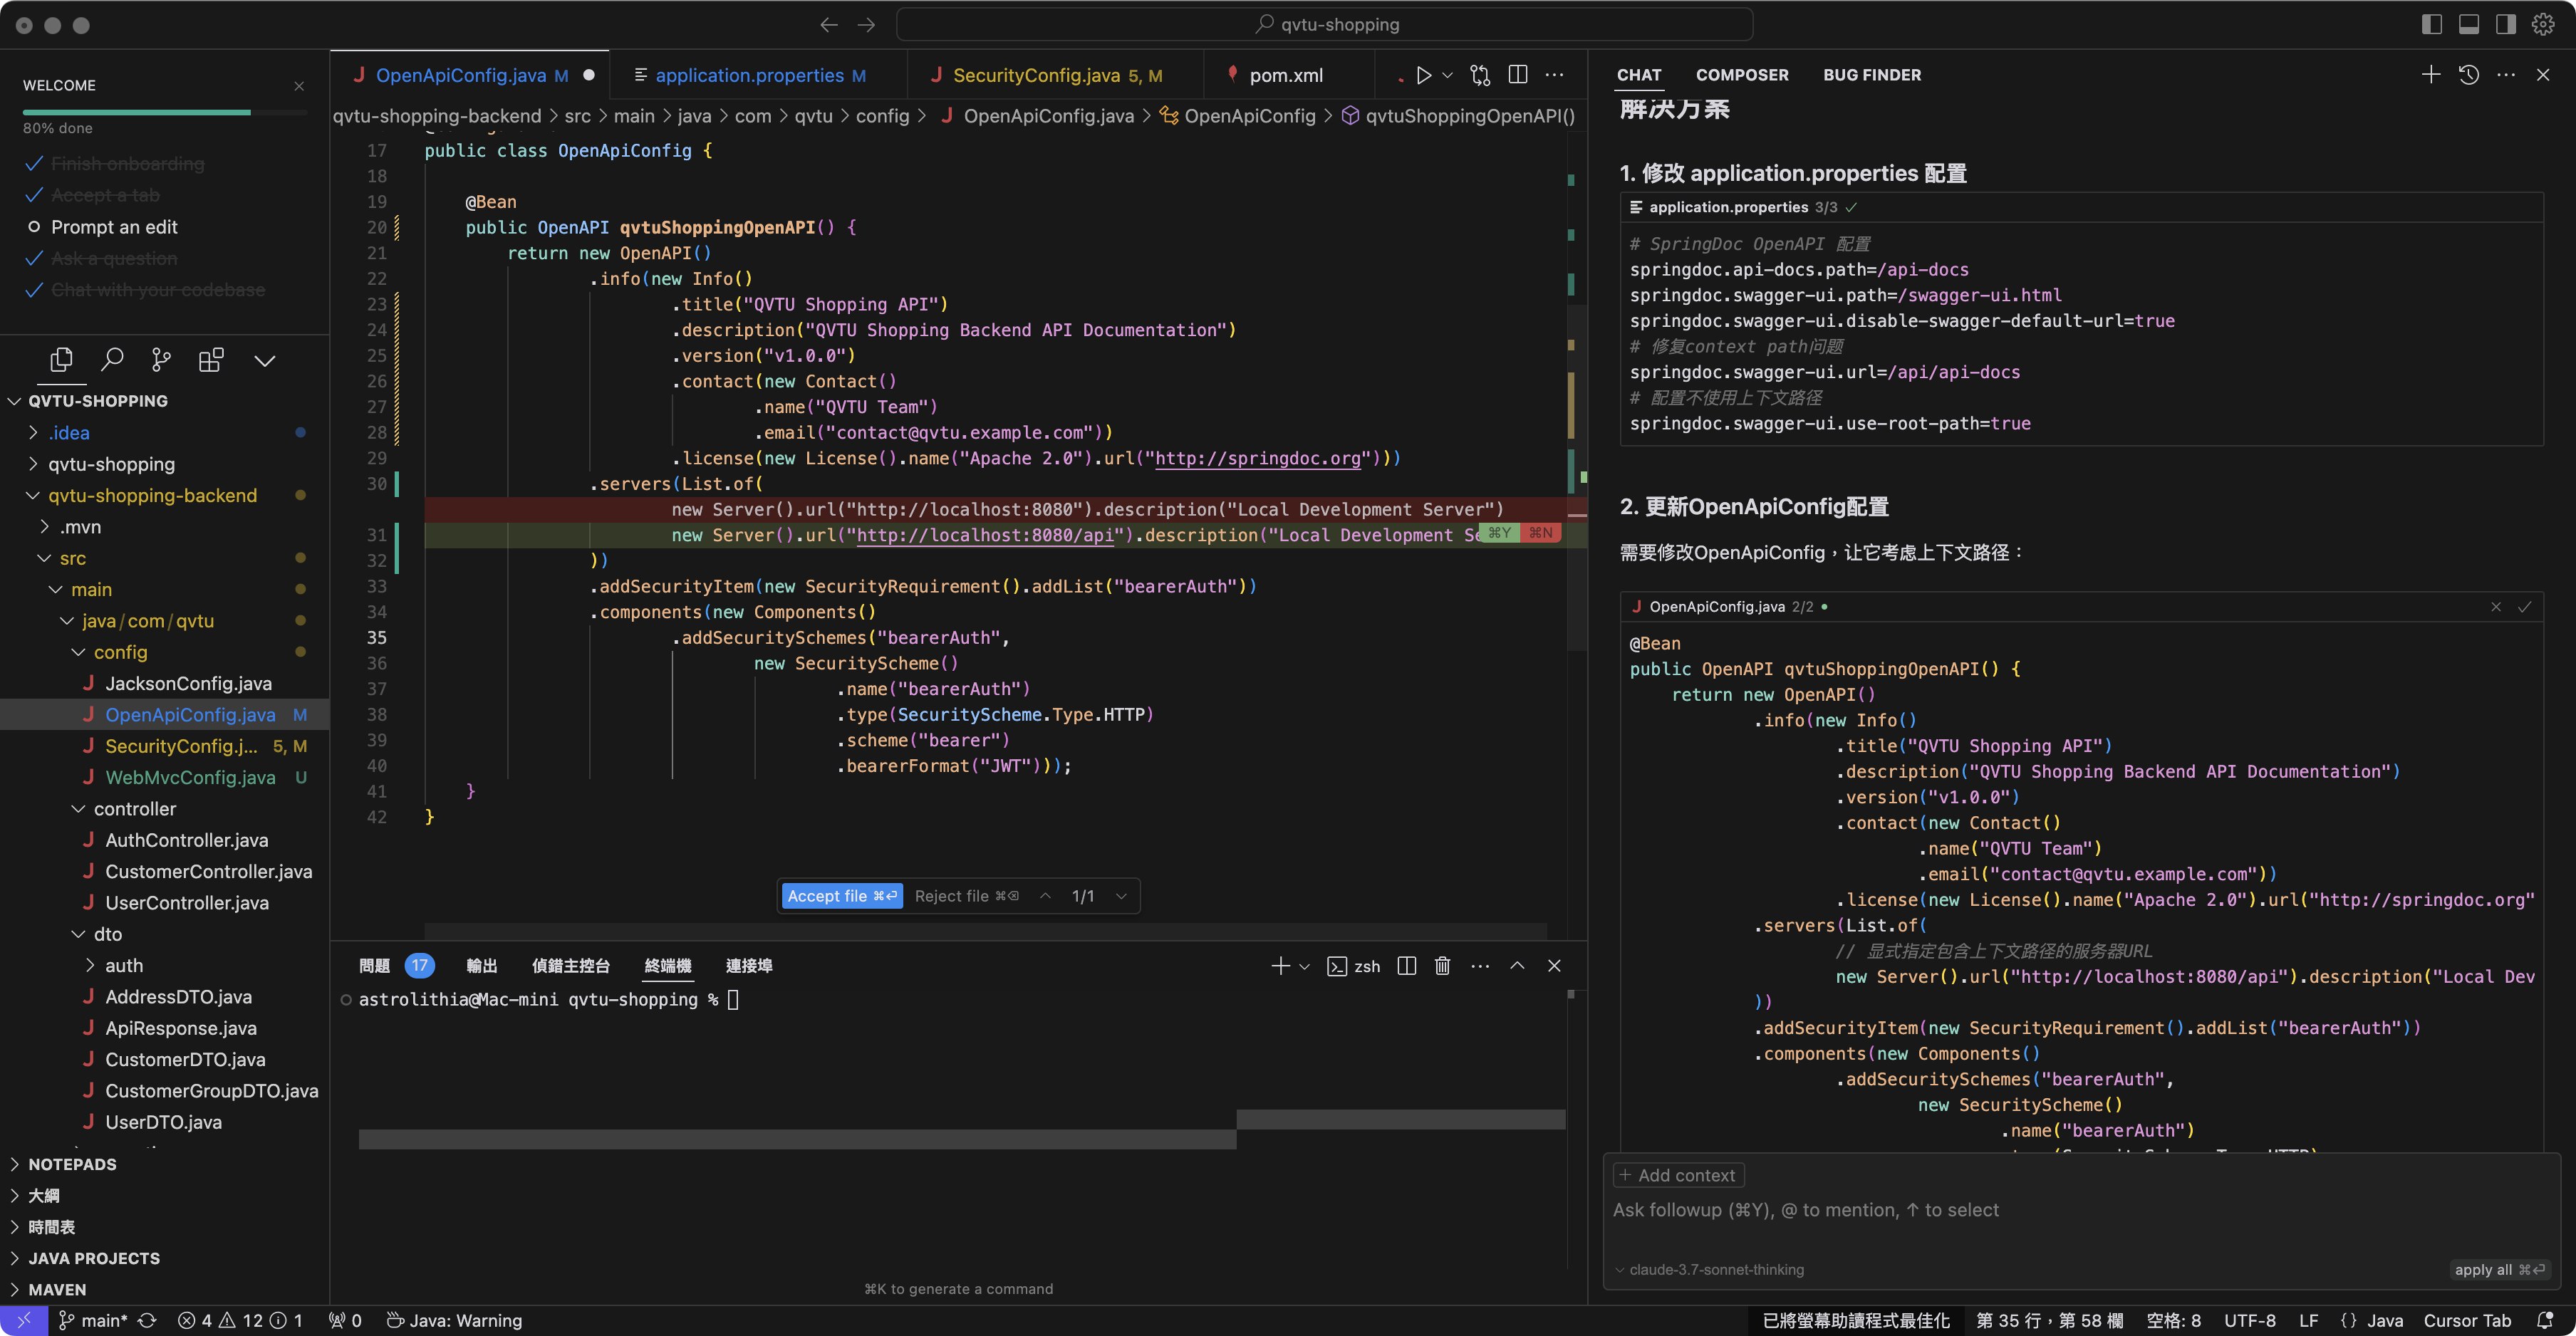 qvtu-shopping
WELCOME
80% done
Finish onboarding
Accept a tab
Prompt an edit
Ask a question
Chat with your codebase
QVTU-SHOPPING
.idea
qvtu-shopping
qvtu-shopping-backend
.mvn
src
main
java/com/qvtu
config
JacksonConfig.java
OpenApiConfig.java M
SecurityConfig.j... 5, M
WebMvcConfig.java U
controller
AuthController.java
CustomerController.java
UserController.java
dto
auth
AddressDTO.java
ApiResponse.java
CustomerDTO.java
CustomerGroupDTO.java
UserDTO.java
NOTEPADS
大綱
時間表
JAVA PROJECTS
MAVEN
OpenApiConfig.java M
application.properties M
SecurityConfig.java 5, M
pom.xml
qvtu-shopping-backend > src > main > java > com > qvtu > config > OpenApiConfig.java > OpenApiConfig > qvtuShoppingOpenAPI()
17 public class OpenApiConfig {
18
19 @Bean
20 public OpenAPI qvtuShoppingOpenAPI() {
21 return new OpenAPI()
22 .info(new Info()
23 .title("QVTU Shopping API")
24 .description("QVTU Shopping Backend API Documentation")
25 .version("v1.0.0")
26 .contact(new Contact()
27 .name("QVTU Team")
28 .email("contact@qvtu.example.com"))
29 .license(new License().name("Apache 2.0").url("http://springdoc.org")))
30 .servers(List.of(
new Server().url("http://localhost:8080").description("Local Development Server")
31 new Server().url("http://localhost:8080/api").description("Local Development Se ⌘Y ⌘N
32 ))
33 .addSecurityItem(new SecurityRequirement().addList("bearerAuth"))
34 .components(new Components()
35 .addSecuritySchemes("bearerAuth",
36 new SecurityScheme()
37 .name("bearerAuth")
38 .type(SecurityScheme.Type.HTTP)
39 .scheme("bearer")
40 .bearerFormat("JWT")));
41 }
42 }
Accept file ⌘⏎ Reject file ⌘⌫ 1/1
問題 17 輸出 偵錯主控台 終端機 連接埠
zsh
astrolithia@Mac-mini qvtu-shopping %
⌘K to generate a command
CHAT COMPOSER BUG FINDER
解决方案
1. 修改 application.properties 配置
application.properties 3/3
# SpringDoc OpenAPI 配置
springdoc.api-docs.path=/api-docs
springdoc.swagger-ui.path=/swagger-ui.html
springdoc.swagger-ui.disable-swagger-default-url=true
# 修复context path问题
springdoc.swagger-ui.url=/api/api-docs
# 配置不使用上下文路径
springdoc.swagger-ui.use-root-path=true
2. 更新OpenApiConfig配置
需要修改OpenApiConfig，让它考虑上下文路径：
OpenApiConfig.java 2/2
@Bean
public OpenAPI qvtuShoppingOpenAPI() {
return new OpenAPI()
.info(new Info()
.title("QVTU Shopping API")
.description("QVTU Shopping Backend API Documentation")
.version("v1.0.0")
.contact(new Contact()
.name("QVTU Team")
.email("contact@qvtu.example.com"))
.license(new License().name("Apache 2.0").url("http://springdoc.org"
.servers(List.of(
// 显式指定包含上下文路径的服务器URL
new Server().url("http://localhost:8080/api").description("Local Dev
))
.addSecurityItem(new SecurityRequirement().addList("bearerAuth"))
.components(new Components()
.addSecuritySchemes("bearerAuth",
new SecurityScheme()
.name("bearerAuth")
+ Add context
Ask followup (⌘Y), @ to mention, ↑ to select
claude-3.7-sonnet-thinking
apply all ⌘⏎
main* 4 12 1 0 Java: Warning
已將螢幕助讀程式最佳化 第 35 行，第 58 欄 空格: 8 UTF-8 LF {} Java Cursor Tab